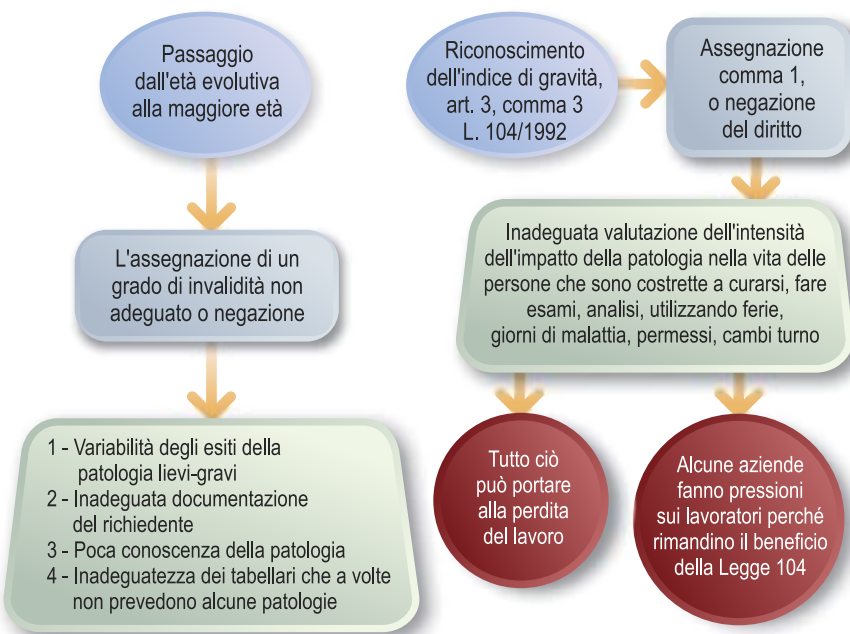 Passaggio
dall'età evolutiva
alla maggiore età
L'assegnazione di un
grado di invalidità non
adeguato o negazione
1 - Variabilità degli esiti della
patologia lievi-gravi
2 - Inadeguata documentazione
del richiedente
3 - Poca conoscenza della patologia
4 - Inadeguatezza dei tabellari che a volte
non prevedono alcune patologie
Riconoscimento
dell'indice di gravità,
art. 3, comma 3
L. 104/1992
Assegnazione
comma 1,
o negazione
del diritto
Inadeguata valutazione dell'intensità
dell'impatto della patologia nella vita delle
persone che sono costrette a curarsi, fare
esami, analisi, utilizzando ferie,
giorni di malattia, permessi, cambi turno
Tutto ciò
può portare
alla perdita
del lavoro
Alcune aziende
fanno pressioni
sui lavoratori perché
rimandino il beneficio
della Legge 104